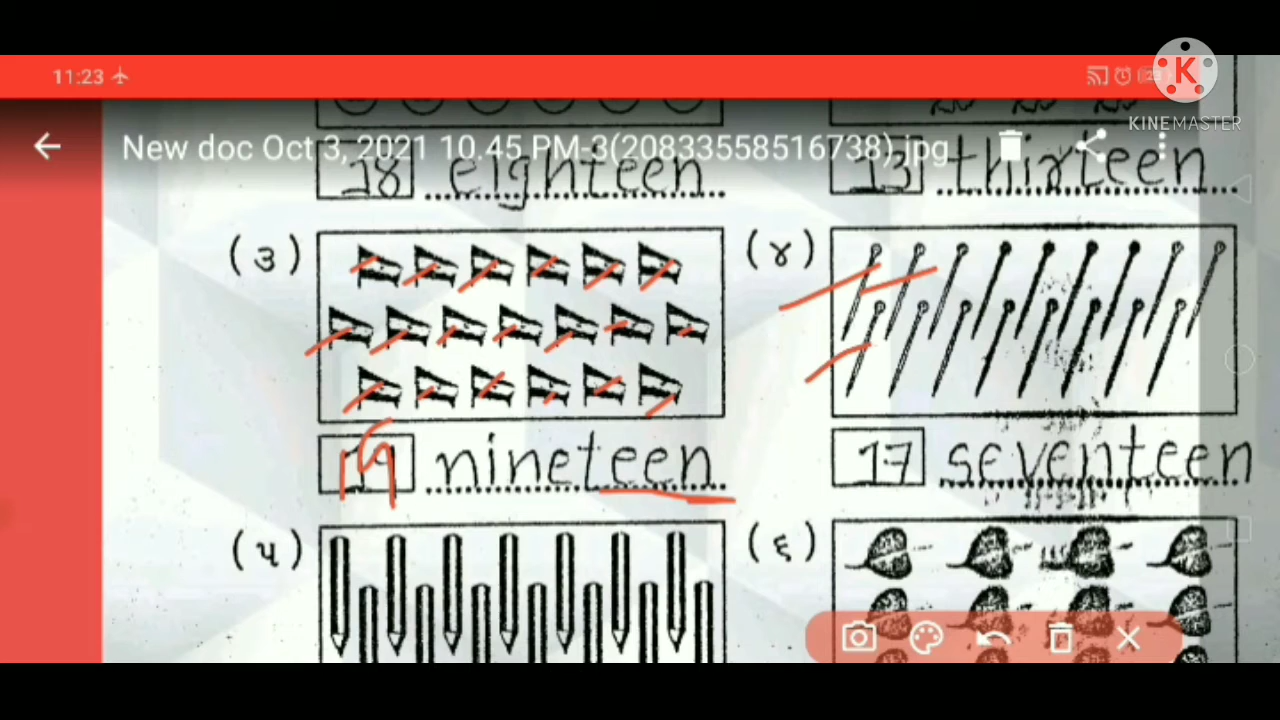 11:23
K
KINEMASTER
New doc Oct 3, 2021 10.45 PM-3(20833558516738).jpg
18 eighteen
13 thirteen
(३)
(४)
19 nineteen
17 seventeen
(५)
(६)